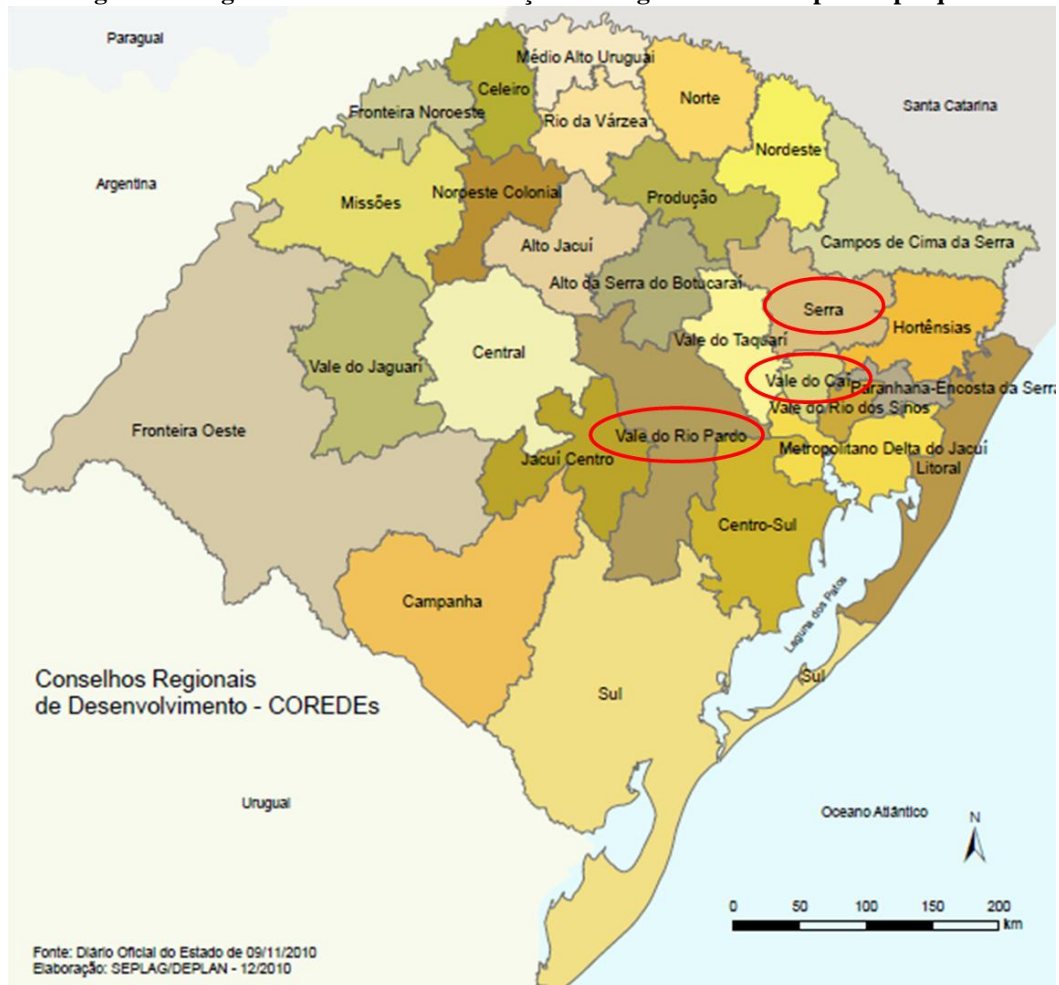 Paraguai
Médio Alto Uruguai
Celeiro
Norte
Santa Catarina
Fronteira Noroeste
Rio da Várzea
Nordeste
Argentina
Noroeste Colonial
Missões
Produção
Alto Jacuí
Campos de Cima da Serra
Alto da Serra do Botucaraí
Serra
Hortênsias
Vale do Taquari
Central
Vale do Jaguari
Vale do Caí
Paranhana-Encosta da Serra
Vale do Rio dos Sinos
Fronteira Oeste
Vale do Rio Pardo
Metropolitano Delta do Jacuí
Jacuí Centro
Litoral
Centro-Sul
Campanha
Laguna dos Patos
Conselhos Regionais
de Desenvolvimento - COREDEs
Sul
Sul
Uruguai
Oceano Atlântico
N
0 50 100 150 200
km
Fonte: Diário Oficial do Estado de 09/11/2010
Elaboração: SEPLAG/DEPLAN - 12/2010